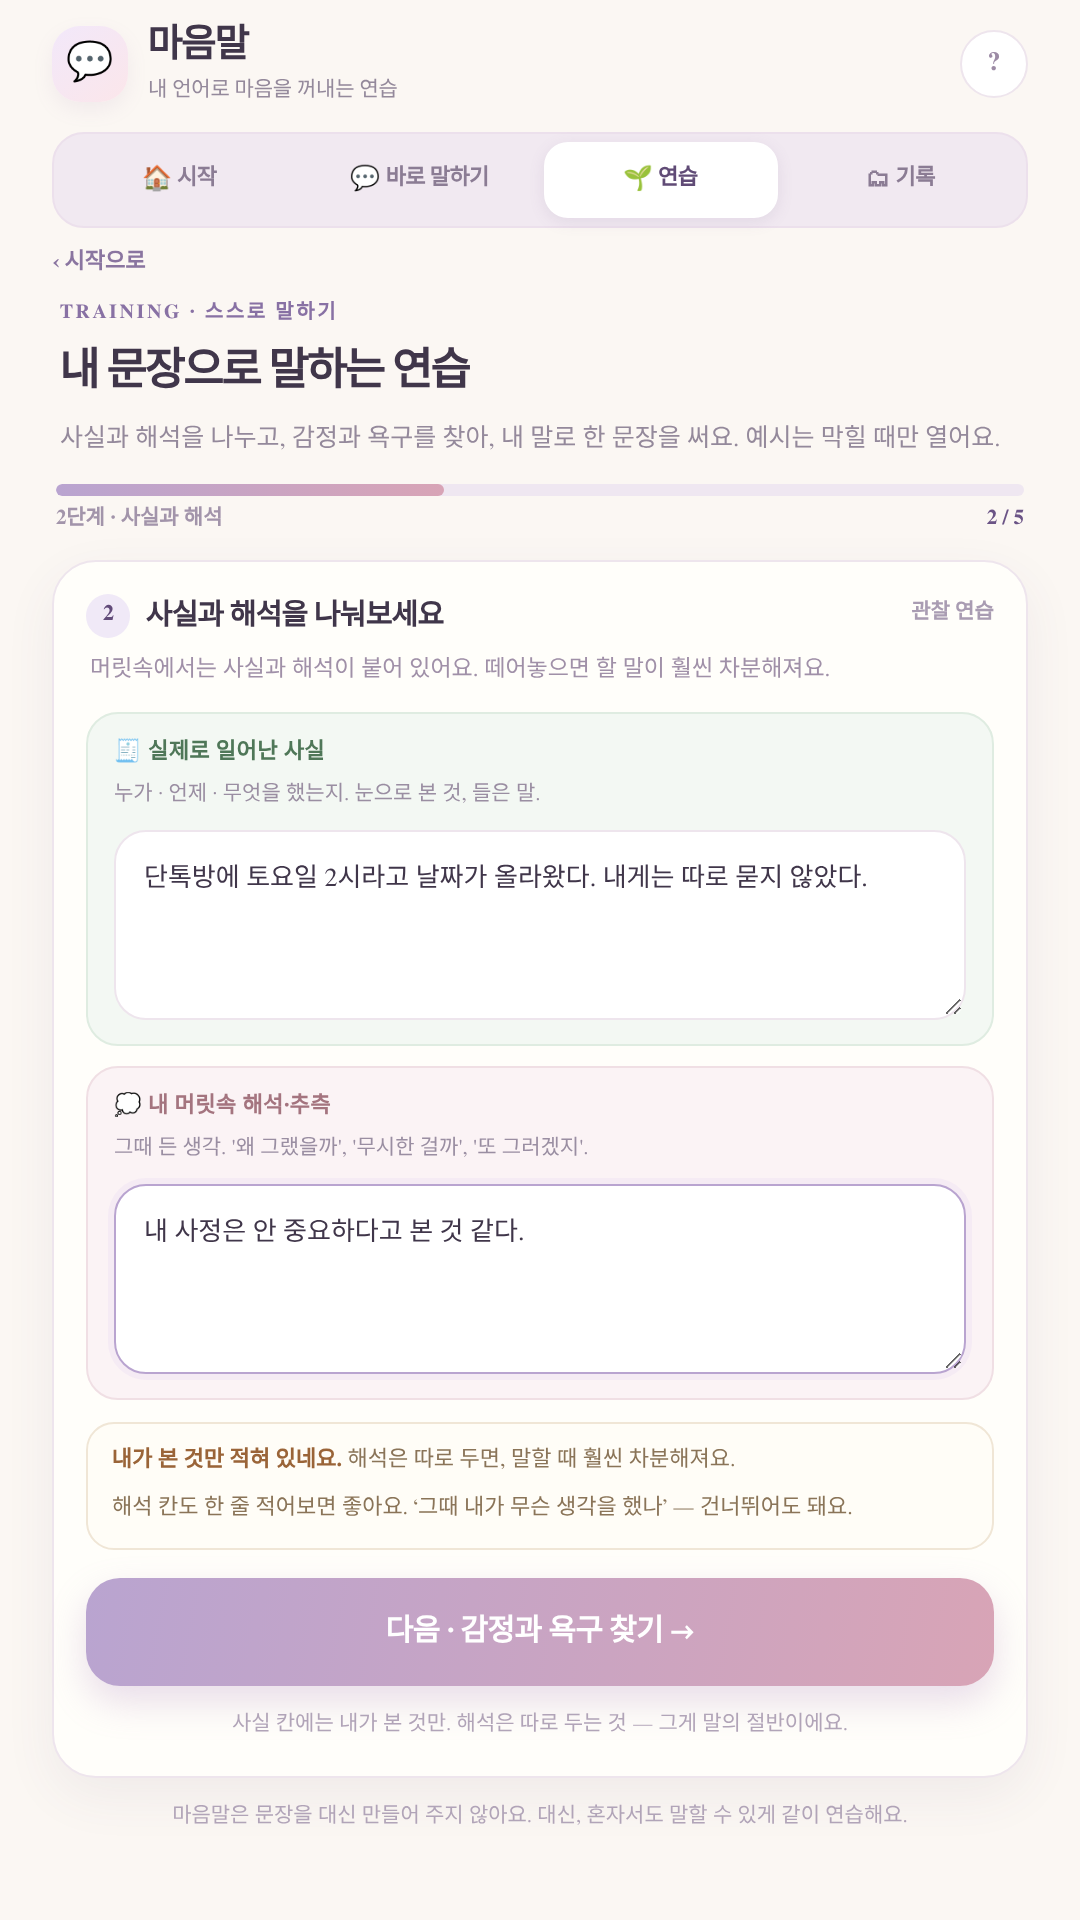 마음말
내 언어로 마음을 꺼내는 연습
?
시작
바로 말하기
연습
기록
‹ 시작으로
TRAINING · 스스로 말하기
내 문장으로 말하는 연습
사실과 해석을 나누고, 감정과 욕구를 찾아, 내 말로 한 문장을 써요. 예시는 막힐 때만 열어요.
2단계 · 사실과 해석
2 / 5
2 사실과 해석을 나눠보세요
관찰 연습
머릿속에서는 사실과 해석이 붙어 있어요. 떼어놓으면 할 말이 훨씬 차분해져요.
실제로 일어난 사실
누가 · 언제 · 무엇을 했는지. 눈으로 본 것, 들은 말.
단톡방에 토요일 2시라고 날짜가 올라왔다. 내게는 따로 묻지 않았다.
내 머릿속 해석·추측
그때 든 생각. '왜 그랬을까', '무시한 걸까', '또 그러겠지'.
내 사정은 안 중요하다고 본 것 같다.
내가 본 것만 적혀 있네요. 해석은 따로 두면, 말할 때 훨씬 차분해져요.
해석 칸도 한 줄 적어보면 좋아요. ‘그때 내가 무슨 생각을 했나’ — 건너뛰어도 돼요.
다음 · 감정과 욕구 찾기 →
사실 칸에는 내가 본 것만. 해석은 따로 두는 것 — 그게 말의 절반이에요.
마음말은 문장을 대신 만들어 주지 않아요. 대신, 혼자서도 말할 수 있게 같이 연습해요.